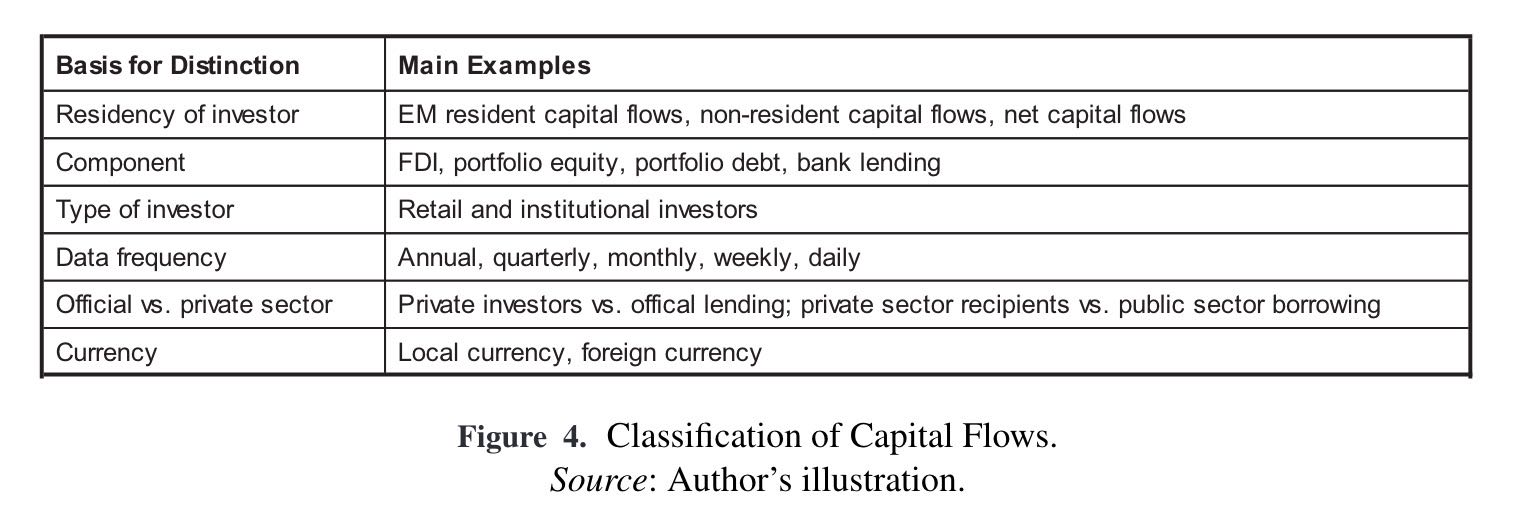 Basis for Distinction Main Examples
Residency of investor EM resident capital flows, non-resident capital flows, net capital flows
Component FDI, portfolio equity, portfolio debt, bank lending
Type of investor Retail and institutional investors
Data frequency Annual, quarterly, monthly, weekly, daily
Official vs. private sector Private investors vs. offical lending; private sector recipients vs. public sector borrowing
Currency Local currency, foreign currency
Figure 4. Classification of Capital Flows.
Source: Author’s illustration.